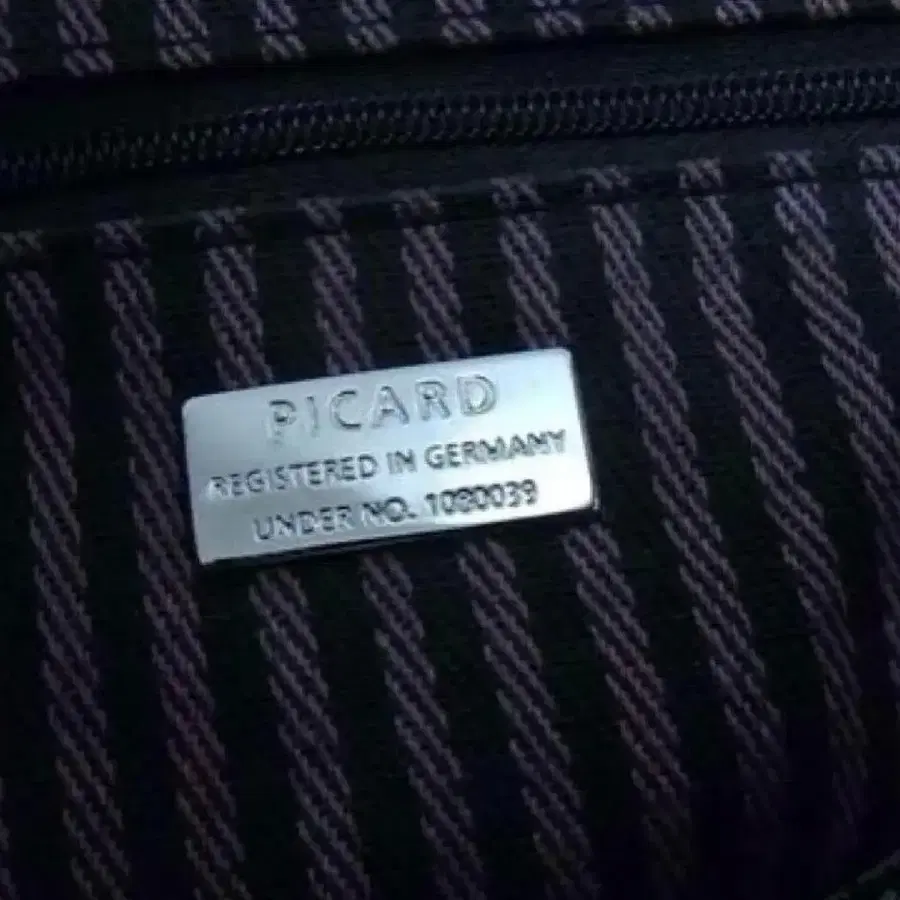 PICARD
REGISTERED IN GERMANY
UNDER NO. 1080039